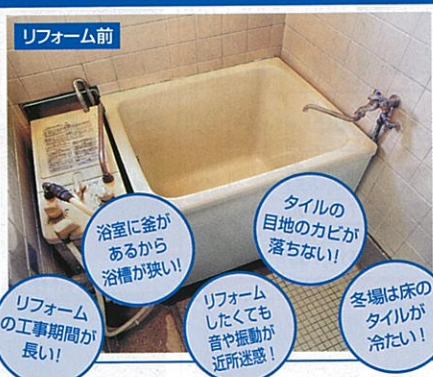 リフォーム前
浴室に釜が
あるから
浴槽が狭い!
タイルの
目地のカビが
落ちない!
リフォーム
の工事期間が
長い!
リフォーム
したくても
音や振動が
近所迷惑!
冬場は床の
タイルが
冷たい!